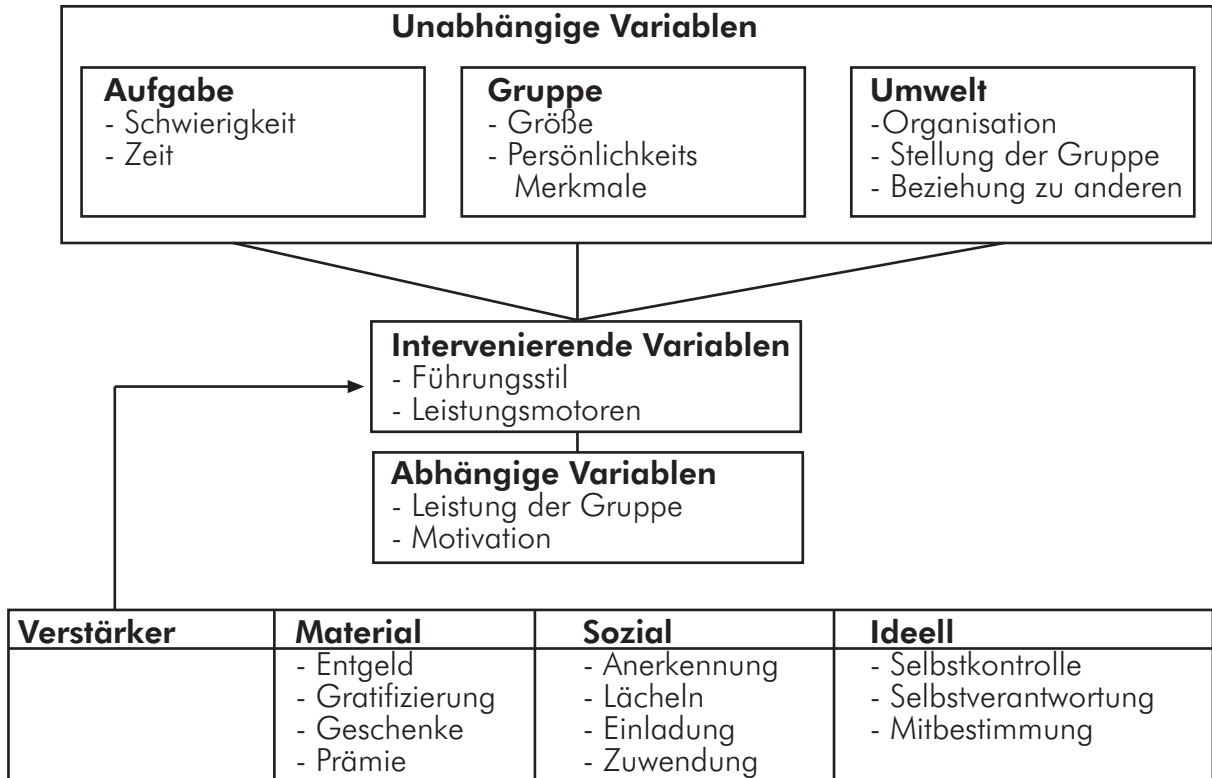 Unabhängige Variablen
Aufgabe
- Schwierigkeit
- Zeit
Gruppe
- Größe
- Persönlichkeits
Merkmale
Umwelt
-Organisation
- Stellung der Gruppe
- Beziehung zu anderen
Intervenierende Variablen
- Führungsstil
- Leistungsmotoren
Abhängige Variablen
- Leistung der Gruppe
- Motivation
Verstärker
Material
- Entgeld
- Gratifizierung
- Geschenke
- Prämie
Sozial
- Anerkennung
- Lächeln
- Einladung
- Zuwendung
Ideell
- Selbstkontrolle
- Selbstverantwortung
- Mitbestimmung